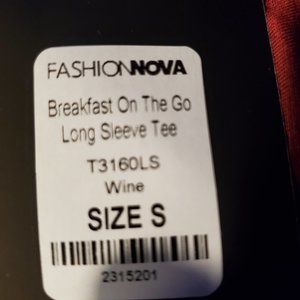 FASHIONNOVA
Breakfast On The Go
Long Sleeve Tee
T3160LS
Wine
SIZE S
2315201